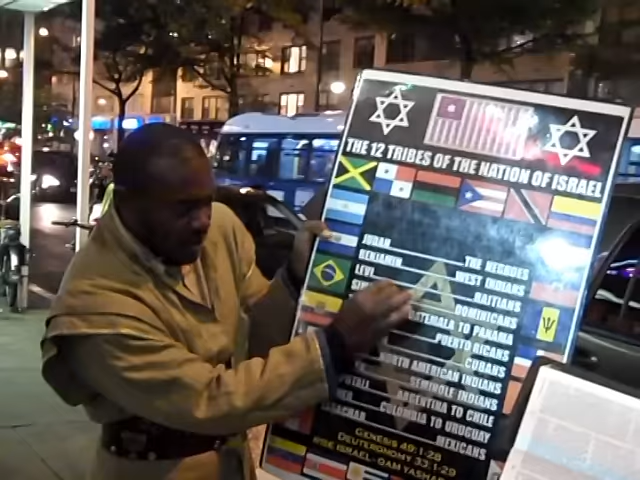 THE 12 TRIBES OF THE NATION OF ISRAEL
JUDAH THE NEGROES
BENJAMIN WEST INDIANS
LEVI HAITIANS
DOMINICANS
GUATEMALA TO PANAMA
PUERTO RICANS
CUBANS
NORTH AMERICAN INDIANS
SEMINOLE INDIANS
ARGENTINA TO CHILE
COLOMBIA TO URUGUAY
MEXICANS
GENESIS 49:1-28
DEUTERONOMY 33:1-29
ISRAEL